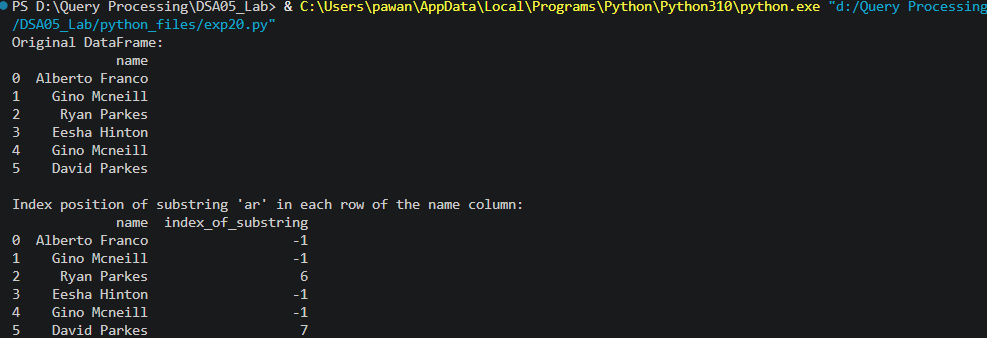 PS D:\Query Processing\DSA05_Lab> & C:\Users\pawan\AppData\Local\Programs\Python\Python310\python.exe "d:/Query Processing
/DSA05_Lab/python_files/exp20.py"
Original DataFrame:
             name
0  Alberto Franco
1    Gino Mcneill
2     Ryan Parkes
3    Eesha Hinton
4    Gino Mcneill
5    David Parkes

Index position of substring 'ar' in each row of the name column:
             name  index_of_substring
0  Alberto Franco                  -1
1    Gino Mcneill                  -1
2     Ryan Parkes                   6
3    Eesha Hinton                  -1
4    Gino Mcneill                  -1
5    David Parkes                   7